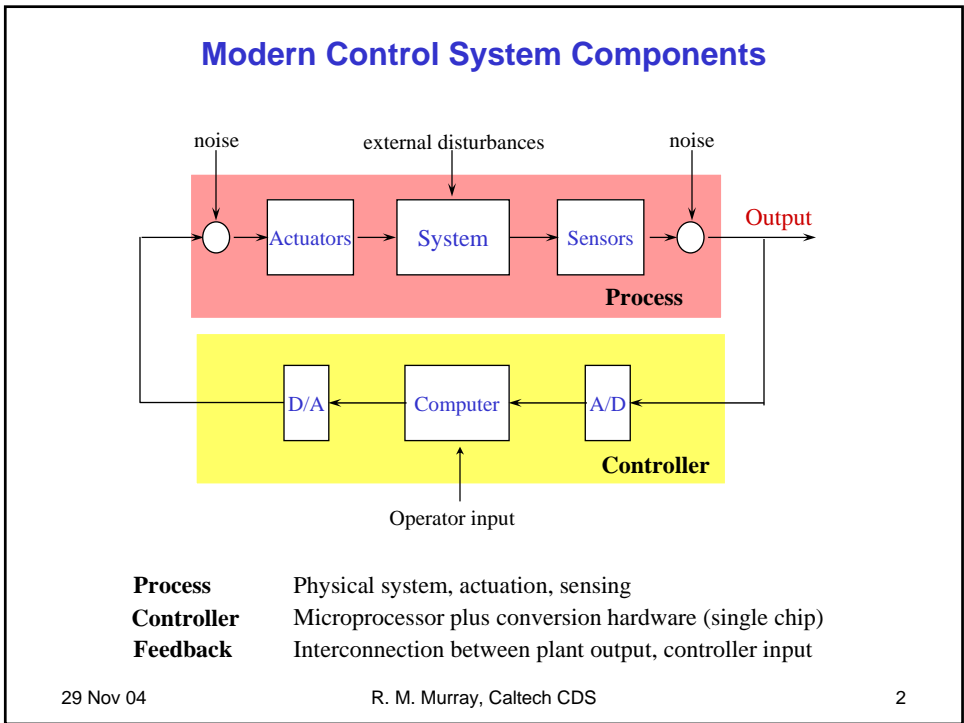 Modern Control System Components
noise external disturbances noise
Output
Actuators System Sensors
Process
D/A Computer A/D
Controller
Operator input
Process Physical system, actuation, sensing
Controller Microprocessor plus conversion hardware (single chip)
Feedback Interconnection between plant output, controller input
29 Nov 04 R. M. Murray, Caltech CDS 2